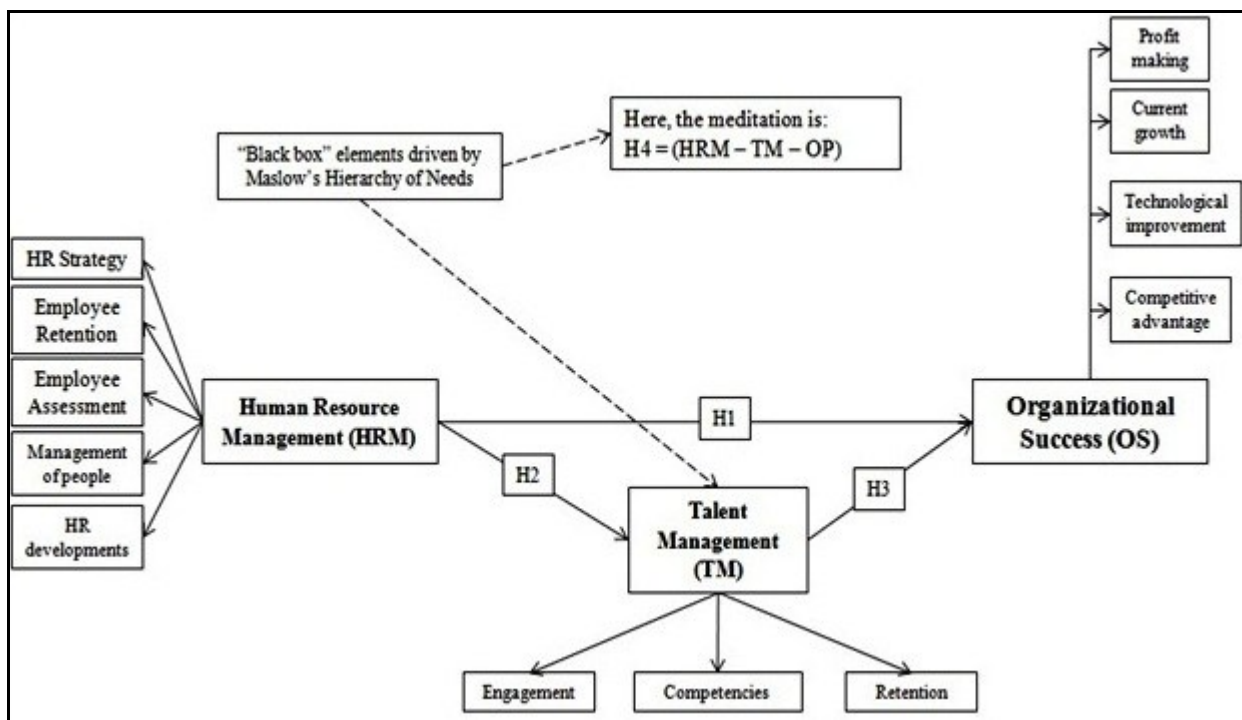 Profit
making
Current
growth
Technological
improvement
Competitive
advantage
Here, the meditation is:
H4 = (HRM – TM – OP)
“Black box” elements driven by
Maslow’s Hierarchy of Needs
HR Strategy
Employee
Retention
Employee
Assessment
Management
of people
HR
developments
Human Resource
Management (HRM)
H1
H2
H3
Organizational
Success (OS)
Talent
Management
(TM)
Engagement
Competencies
Retention